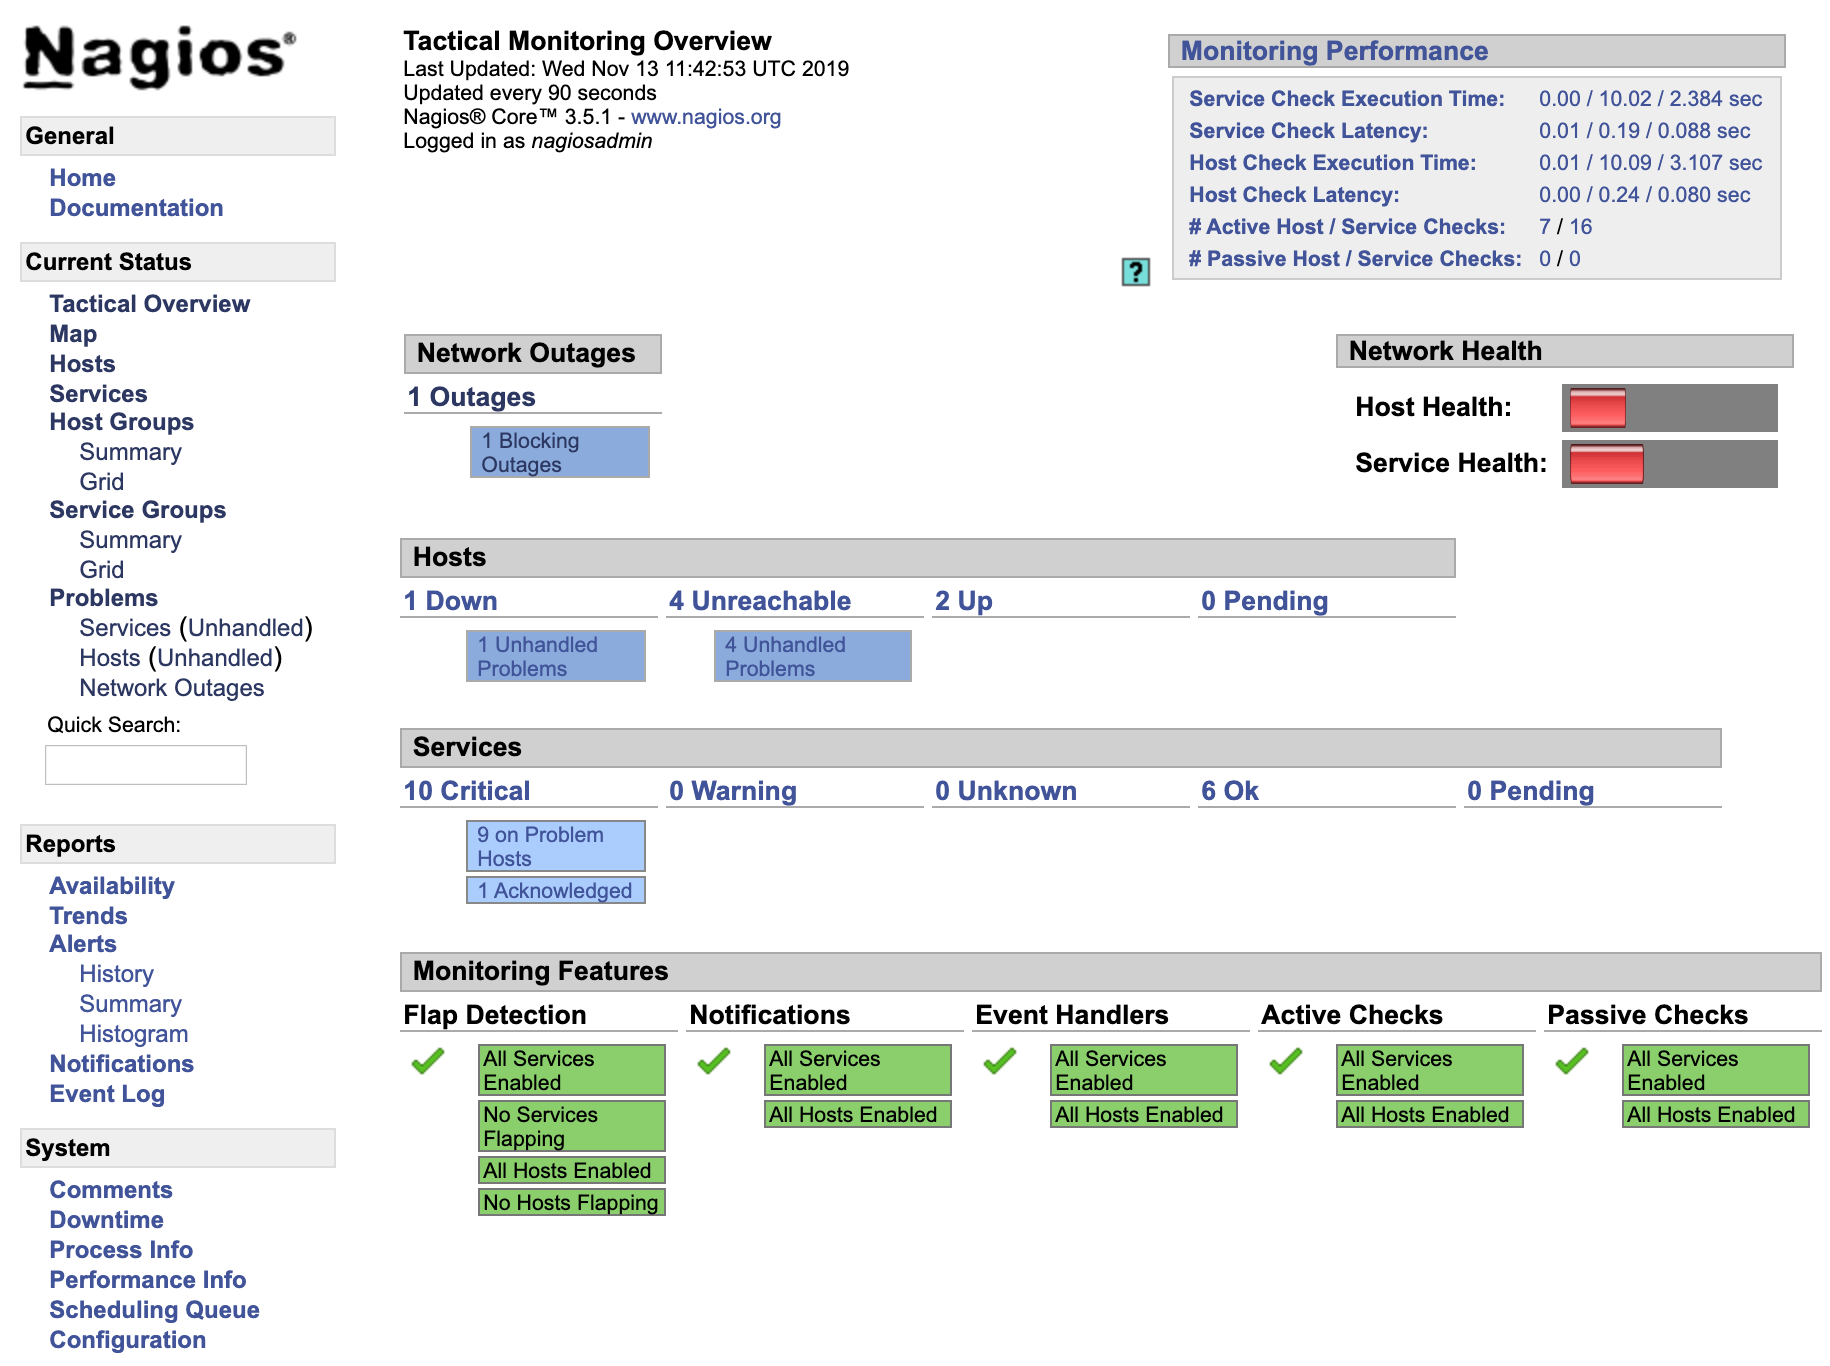 Nagios®
General
Home
Documentation
Current Status
Tactical Overview
Map
Hosts
Services
Host Groups
Summary
Grid
Service Groups
Summary
Grid
Problems
Services (Unhandled)
Hosts (Unhandled)
Network Outages
Quick Search:
Reports
Availability
Trends
Alerts
History
Summary
Histogram
Notifications
Event Log
System
Comments
Downtime
Process Info
Performance Info
Scheduling Queue
Configuration
Tactical Monitoring Overview
Last Updated: Wed Nov 13 11:42:53 UTC 2019
Updated every 90 seconds
Nagios® Core™ 3.5.1 - www.nagios.org
Logged in as nagiosadmin
Monitoring Performance
Service Check Execution Time: 0.00 / 10.02 / 2.384 sec
Service Check Latency: 0.01 / 0.19 / 0.088 sec
Host Check Execution Time: 0.01 / 10.09 / 3.107 sec
Host Check Latency: 0.00 / 0.24 / 0.080 sec
# Active Host / Service Checks: 7 / 16
# Passive Host / Service Checks: 0 / 0
?
Network Outages
1 Outages
1 Blocking
Outages
Network Health
Host Health:
Service Health:
Hosts
1 Down 4 Unreachable 2 Up 0 Pending
1 Unhandled
Problems
4 Unhandled
Problems
Services
10 Critical 0 Warning 0 Unknown 6 Ok 0 Pending
9 on Problem
Hosts
1 Acknowledged
Monitoring Features
Flap Detection Notifications Event Handlers Active Checks Passive Checks
All Services
Enabled
No Services
Flapping
All Hosts Enabled
No Hosts Flapping
All Services
Enabled
All Hosts Enabled
All Services
Enabled
All Hosts Enabled
All Services
Enabled
All Hosts Enabled
All Services
Enabled
All Hosts Enabled